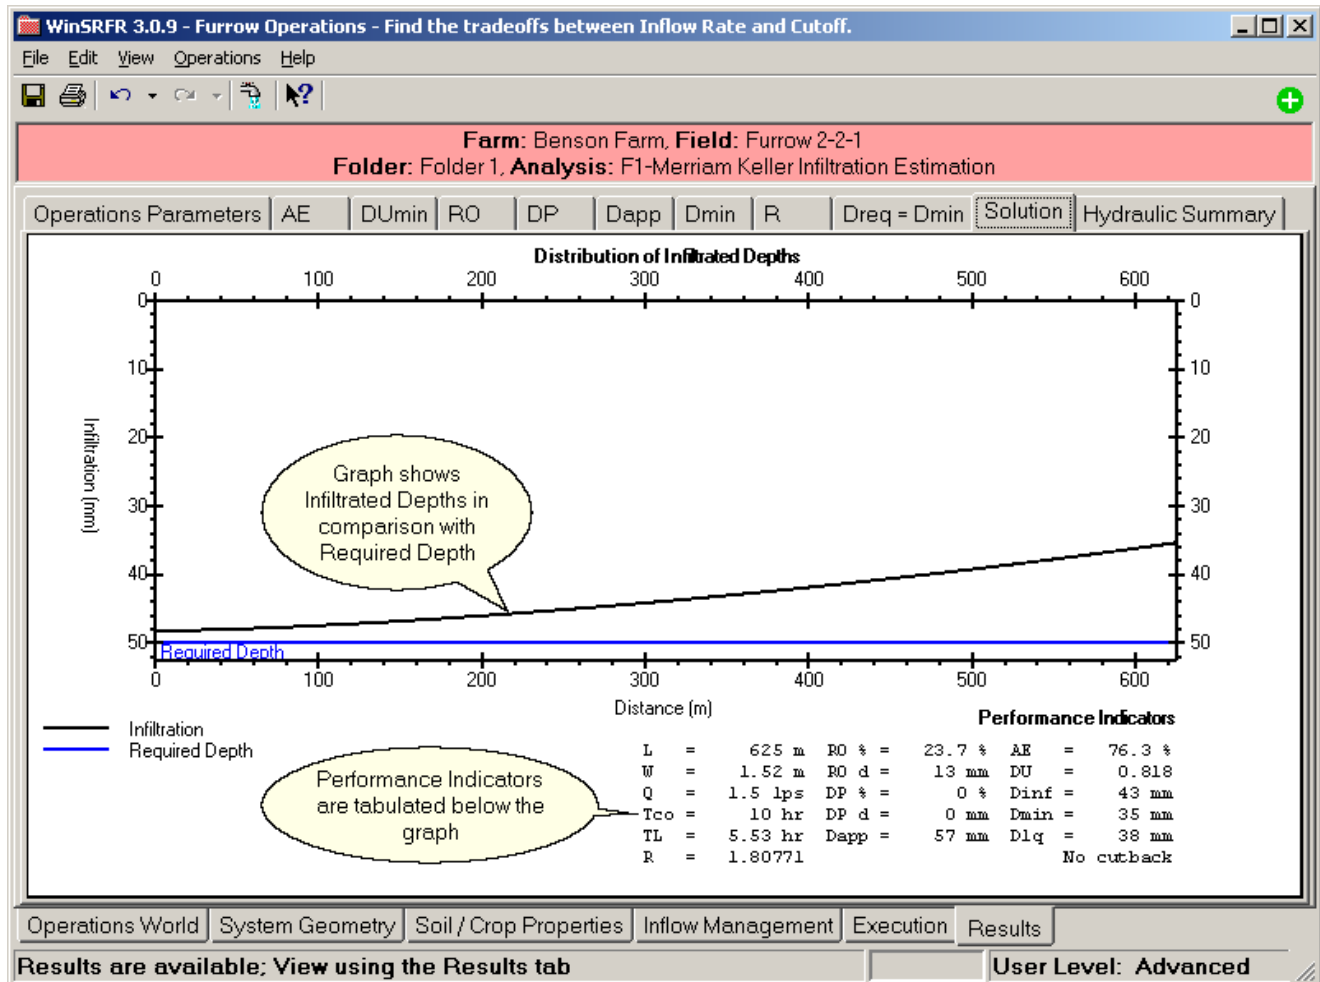 WinSRFR 3.0.9 - Furrow Operations - Find the tradeoffs between Inflow Rate and Cutoff.
File Edit View Operations Help
Farm: Benson Farm, Field: Furrow 2-2-1
Folder: Folder 1, Analysis: F1-Merriam Keller Infiltration Estimation
Operations Parameters AE DUmin RO DP Dapp Dmin R Dreq = Dmin Solution Hydraulic Summary
Distribution of Infiltrated Depths
0 100 200 300 400 500 600
0 0
10 10
20 20
30 30
40 40
50 50
Infiltration (mm)
Graph shows
Infiltrated Depths in
comparison with
Required Depth
Required Depth
0 100 200 300 400 500 600
Distance (m)
Infiltration
Required Depth
Performance Indicators
are tabulated below the
graph
Performance Indicators
L = 625 m RO % = 23.7 % AE = 76.3 %
W = 1.52 m RO d = 13 mm DU = 0.818
Q = 1.5 lps DP % = 0 % Dinf = 43 mm
Tco = 10 hr DP d = 0 mm Dmin = 35 mm
TL = 5.53 hr Dapp = 57 mm Dlq = 38 mm
R = 1.80771 No cutback
Operations World System Geometry Soil / Crop Properties Inflow Management Execution Results
Results are available; View using the Results tab User Level: Advanced